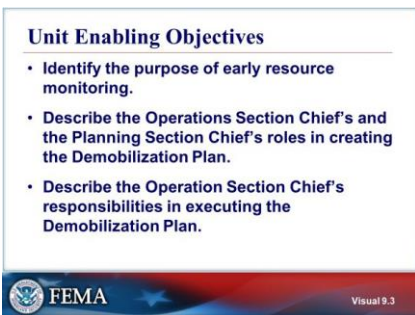 Unit Enabling Objectives
• Identify the purpose of early resource
monitoring.
• Describe the Operations Section Chief's and
the Planning Section Chief's roles in creating
the Demobilization Plan.
• Describe the Operation Section Chief's
responsibilities in executing the
Demobilization Plan.
FEMA
Visual 9.3